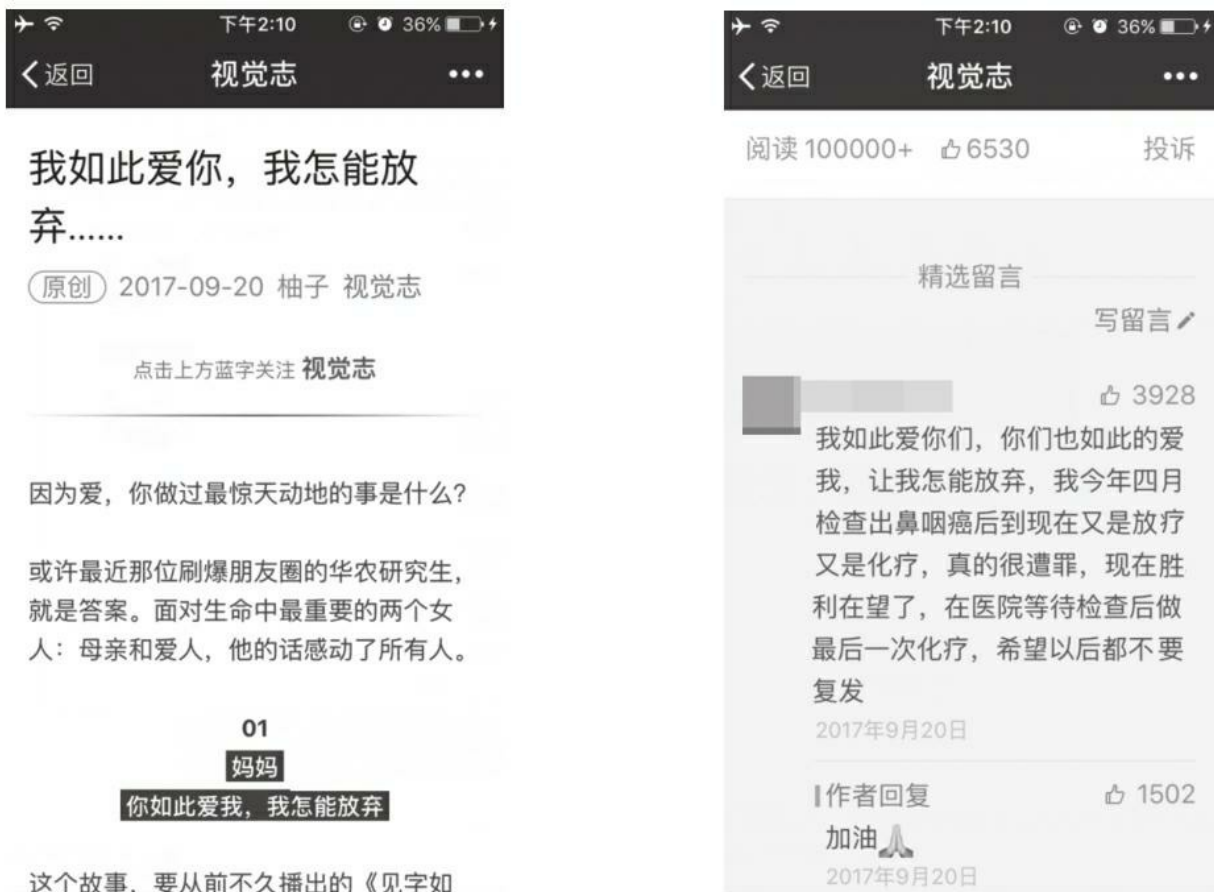 下午2:10 36%
返回 视觉志
我如此爱你，我怎能放
弃......
原创 2017-09-20 柚子 视觉志
点击上方蓝字关注 视觉志
因为爱，你做过最惊天动地的事是什么?
或许最近那位刷爆朋友圈的华农研究生，
就是答案。面对生命中最重要的两个女
人：母亲和爱人，他的话感动了所有人。
01
妈妈
你如此爱我，我怎能放弃
这个故事，要从前不久播出的《见字如
下午2:10 36%
返回 视觉志
阅读 100000+ 6530 投诉
精选留言
写留言
3928
我如此爱你们，你们也如此的爱
我，让我怎能放弃，我今年四月
检查出鼻咽癌后到现在又是放疗
又是化疗，真的很遭罪，现在胜
利在望了，在医院等待检查后做
最后一次化疗，希望以后都不要
复发
2017年9月20日
作者回复 1502
加油🙏
2017年9月20日